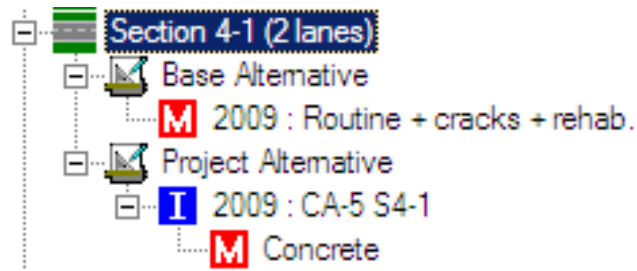 Section 4-1 (2 lanes)
Base Alternative
M 2009 : Routine + cracks + rehab.
Project Alternative
I 2009 : CA-5 S4-1
M Concrete